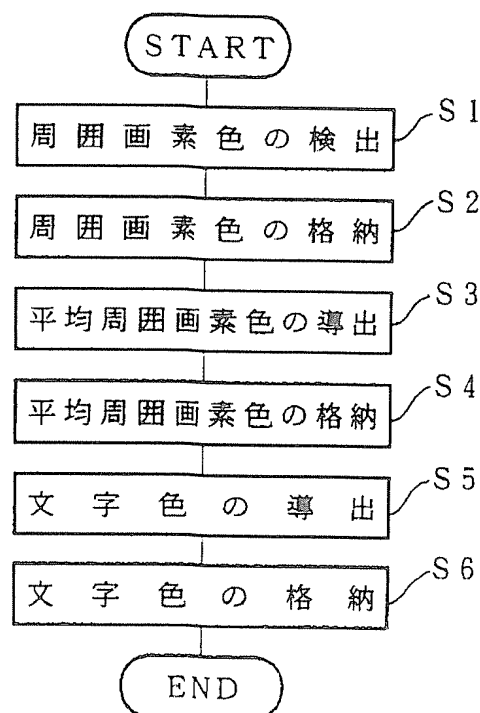 START
周囲画素色の検出 S1
周囲画素色の格納 S2
平均周囲画素色の導出 S3
平均周囲画素色の格納 S4
文字色の導出 S5
文字色の格納 S6
END